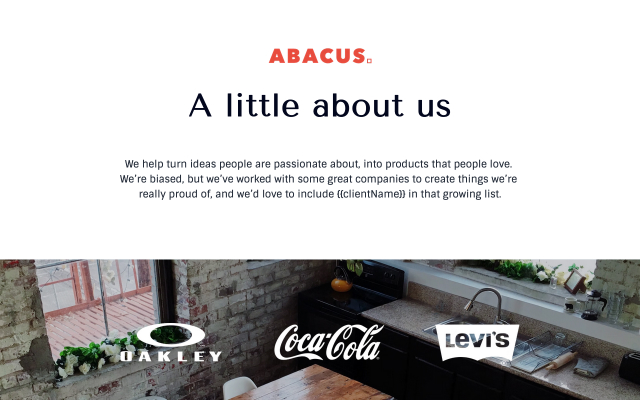 ABACUS
A little about us
We help turn ideas people are passionate about, into products that people love.
We're biased, but we've worked with some great companies to create things we're
really proud of, and we'd love to include {{clientName}} in that growing list.
OAKLEY
Coca-Cola
LEVI'S